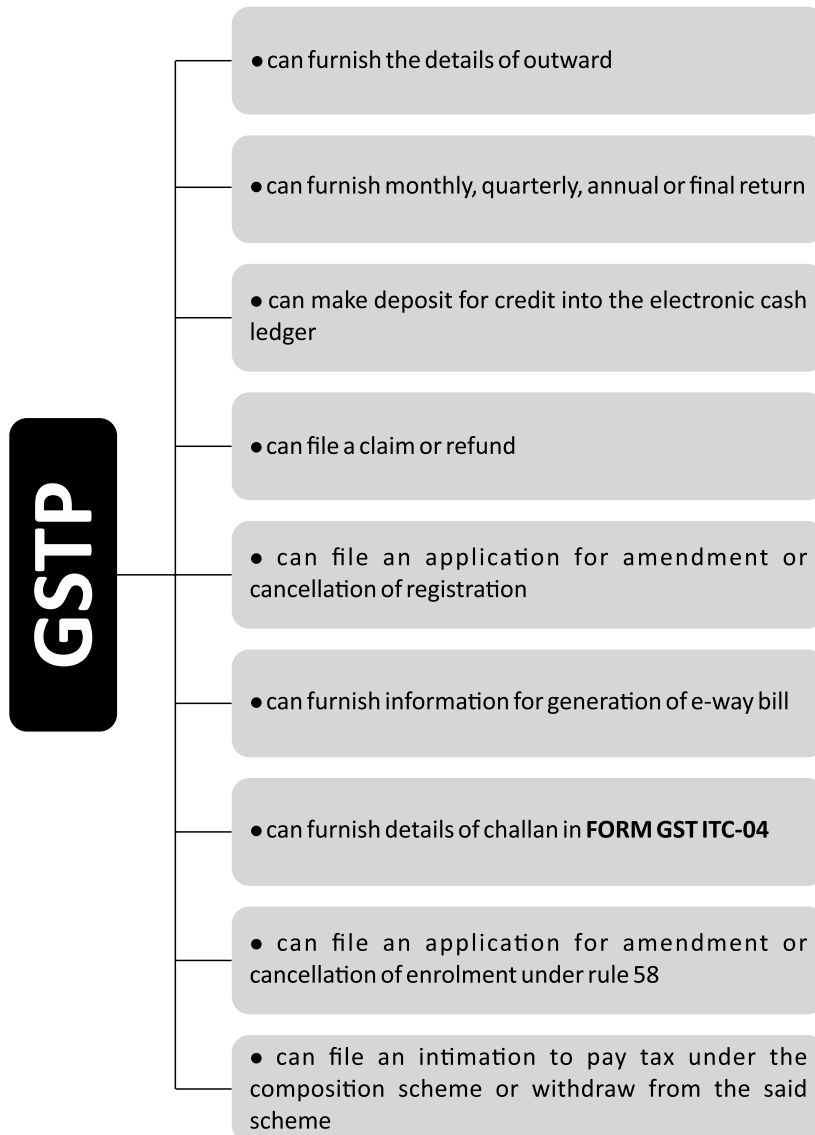 GSTP
● can furnish the details of outward
● can furnish monthly, quarterly, annual or final return
● can make deposit for credit into the electronic cash
ledger
● can file a claim or refund
● can file an application for amendment or
cancellation of registration
● can furnish information for generation of e-way bill
● can furnish details of challan in FORM GST ITC-04
● can file an application for amendment or
cancellation of enrolment under rule 58
● can file an intimation to pay tax under the
composition scheme or withdraw from the said
scheme